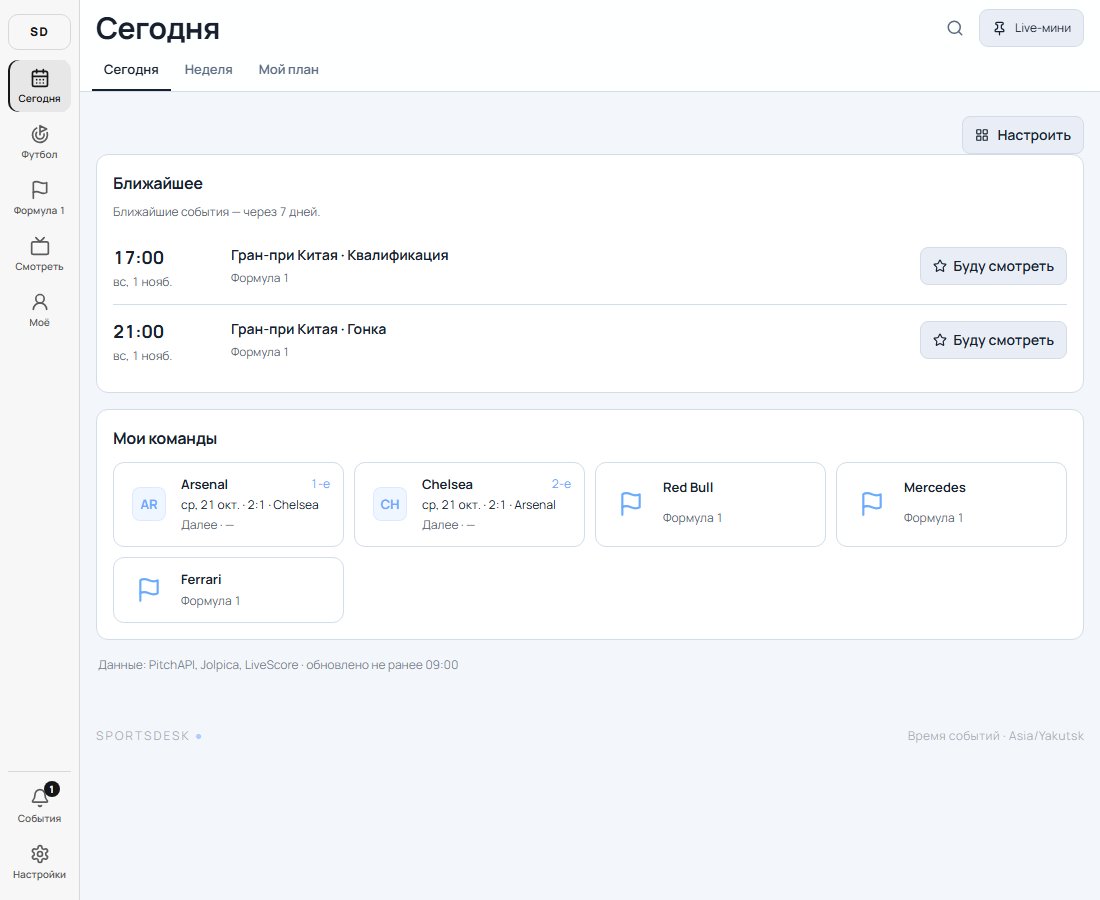 SD
Сегодня
Футбол
Формула 1
Смотреть
Моё
1
События
Настройки
Сегодня
Live-мини
Сегодня Неделя Мой план
Настроить
Ближайшее
Ближайшие события — через 7 дней.
17:00 Гран-при Китая · Квалификация
вс, 1 нояб. Формула 1
Буду смотреть
21:00 Гран-при Китая · Гонка
вс, 1 нояб. Формула 1
Буду смотреть
Мои команды
AR
Arsenal 1-е
ср, 21 окт. · 2:1 · Chelsea
Далее · —
CH
Chelsea 2-е
ср, 21 окт. · 2:1 · Arsenal
Далее · —
Red Bull
Формула 1
Mercedes
Формула 1
Ferrari
Формула 1
Данные: PitchAPI, Jolpica, LiveScore · обновлено не ранее 09:00
SPORTSDESK
Время событий · Asia/Yakutsk